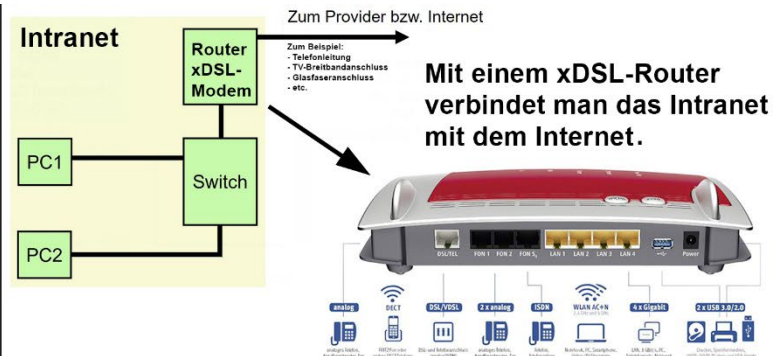 Zum Provider bzw. Internet
Intranet
Router
xDSL-
Modem
Zum Beispiel:
- Telefonleitung
- TV-Breitbandanschluss
- Glasfaseranschluss
- etc.
Mit einem xDSL-Router
verbindet man das Intranet
mit dem Internet.
PC1
Switch
PC2
DSL/TEL FON 1 FON 2 FON S₀ LAN 1 LAN 2 LAN 3 LAN 4 Power
analog DECT DSL/VDSL 2 x analog ISDN WLAN AC+N 4 x Gigabit 2 x USB 3.0/2.0